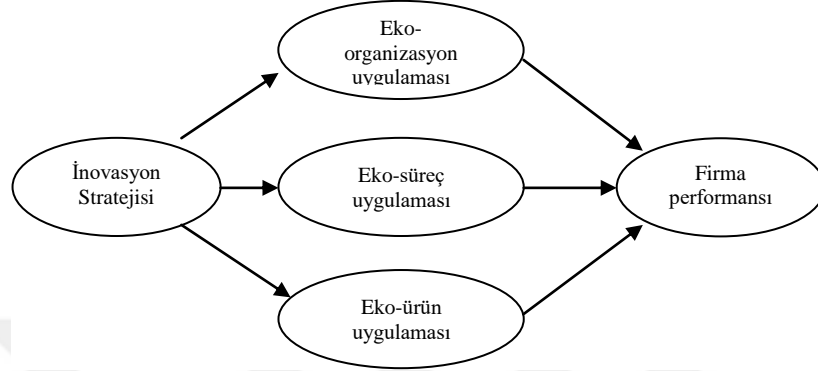 Eko-
organizasyon
uygulaması
İnovasyon
Stratejisi
Eko-süreç
uygulaması
Firma
performansı
Eko-ürün
uygulaması